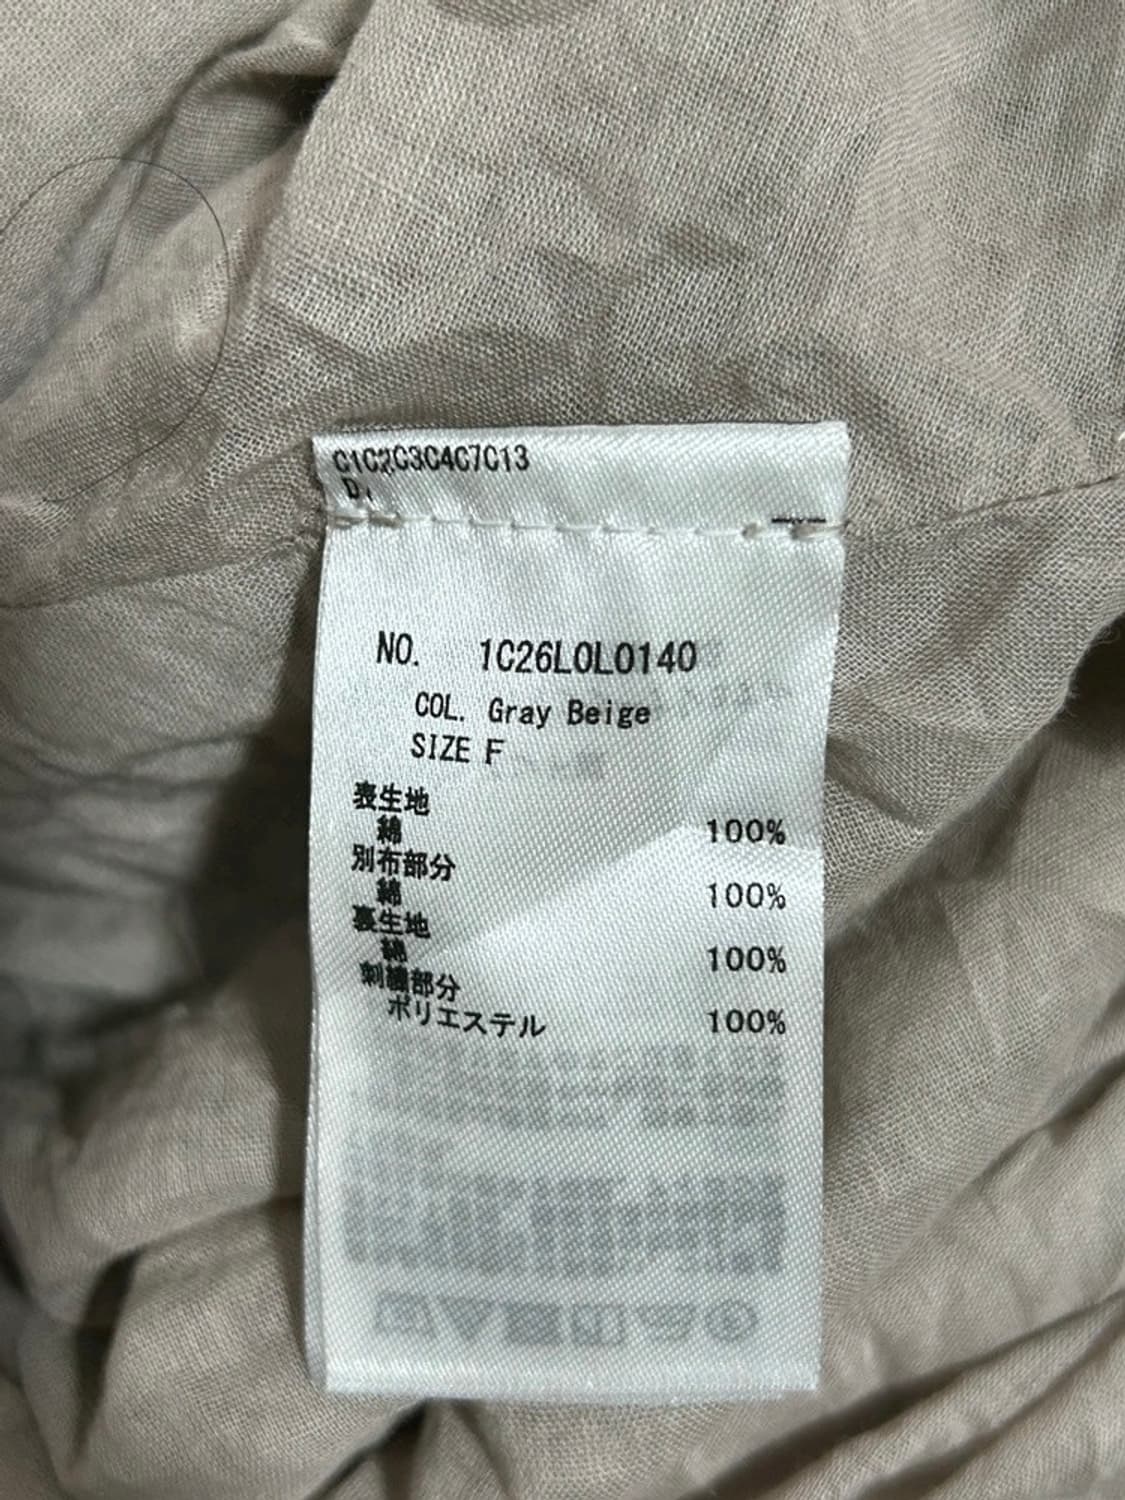 C1C2C3C4C7C13
NO. 1C26L0L0140
COL. Gray Beige
SIZE F
表生地
綿 100%
別布部分
綿 100%
裏生地
綿 100%
刺繍部分
ポリエステル 100%